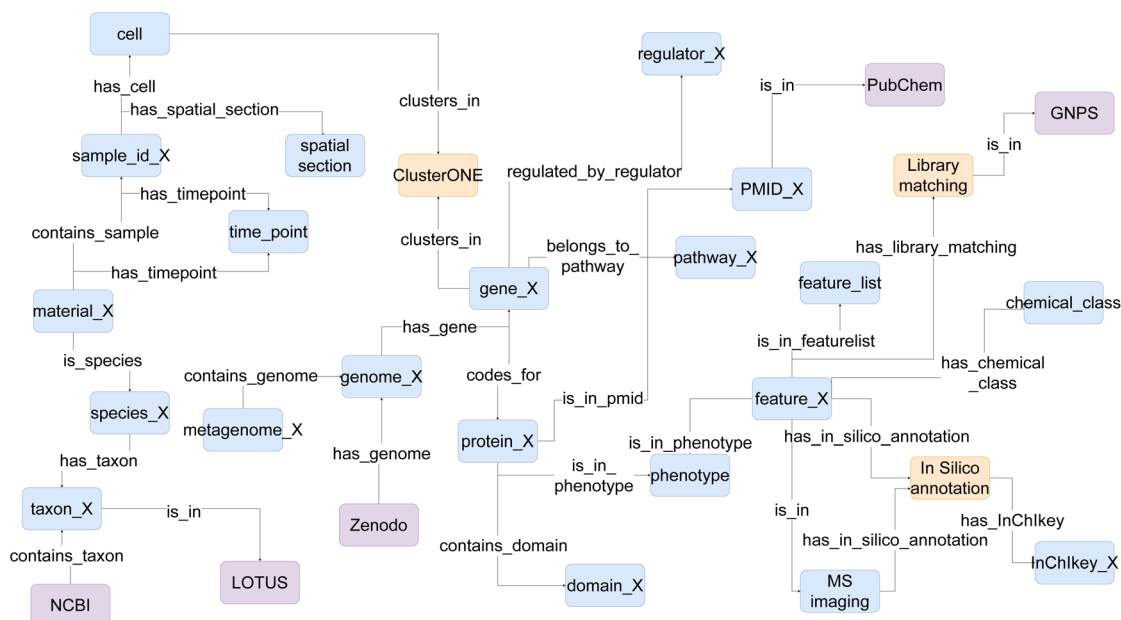 cell
regulator_X
has_cell
is_in
PubChem
has_spatial_section
clusters_in
GNPS
sample_id_X
spatial
section
is_in
ClusterONE
regulated_by_regulator
Library
matching
PMID_X
has_timepoint
contains_sample
time_point
clusters_in
belongs_to_
pathway
has_library_matching
has_timepoint
pathway_X
gene_X
feature_list
material_X
chemical_class
has_gene
is_in_featurelist
is_species
contains_genome
genome_X
codes_for
has_chemical
_class
species_X
metagenome_X
is_in_pmid
feature_X
protein_X
is_in_phenotype
has_in_silico_annotation
has_taxon
has_genome
is_in_
phenotype
phenotype
In Silico
annotation
taxon_X
is_in
Zenodo
is_in
has_InChIkey
contains_taxon
contains_domain
has_in_silico_annotation
LOTUS
domain_X
MS
imaging
InChIkey_X
NCBI